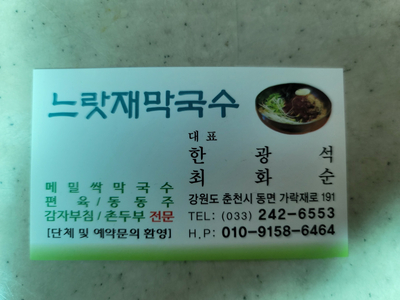 느랏재막국수
대표
한 광 석
최 화 순
메밀싹막국수
편 육 / 동 동 주
감자부침 / 촌두부 전문
[단체 및 예약문의 환영]
강원도 춘천시 동면 가락재로 191
TEL: (033) 242-6553
H.P: 010-9158-6464